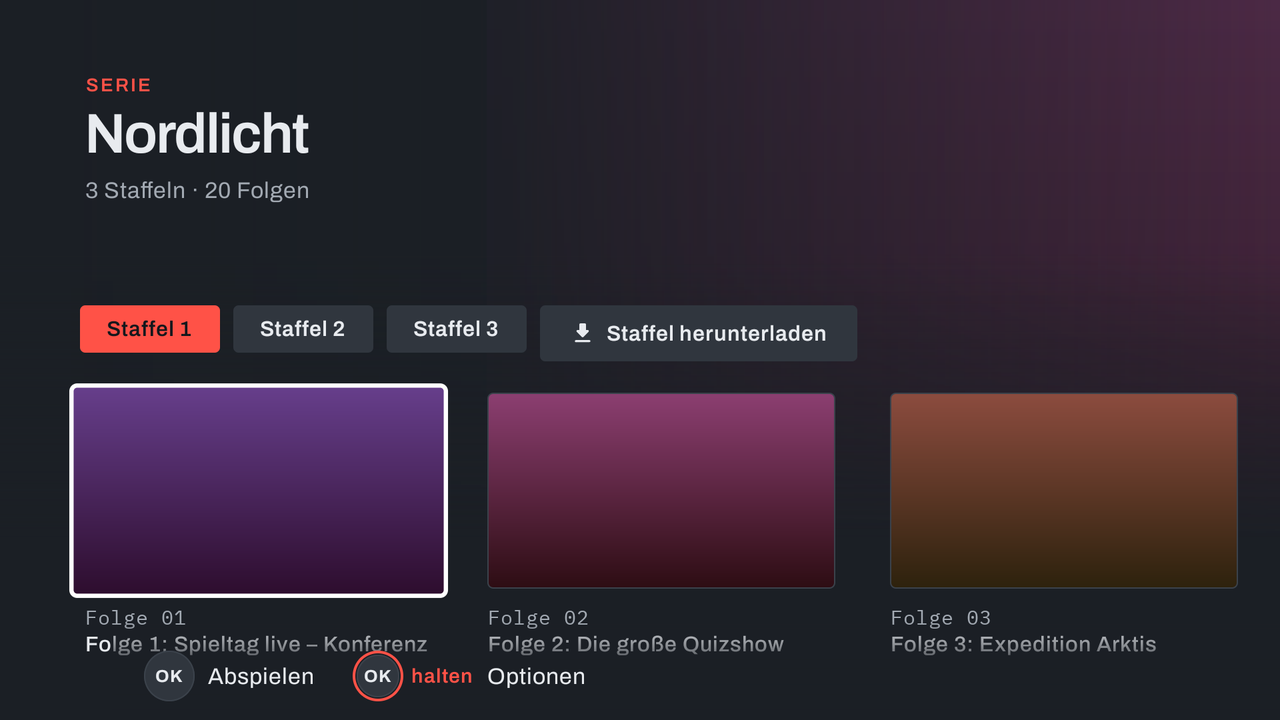 SERIE
Nordlicht
3 Staffeln · 20 Folgen
Staffel 1
Staffel 2
Staffel 3
Staffel herunterladen
Folge 01
Folge 02
Folge 03
Folge 1: Spieltag live – Konferenz
Folge 2: Die große Quizshow
Folge 3: Expedition Arktis
OK Abspielen
OK halten Optionen